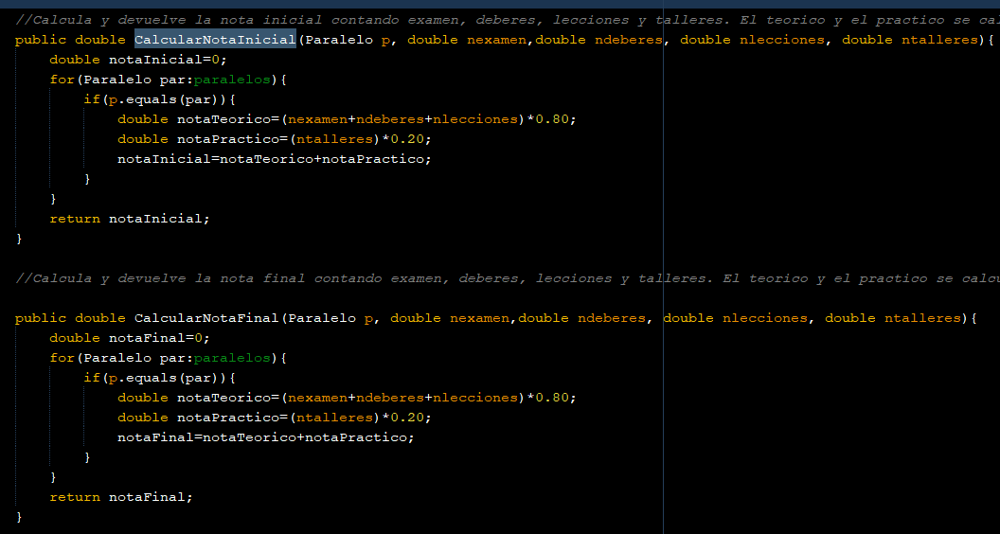 //Calcula y devuelve la nota inicial contando examen, deberes, lecciones y talleres. El teorico y el practico se
public double CalcularNotaInicial(Paralelo p, double nexamen,double ndeberes, double nlecciones, double ntalleres){
double notaInicial=0;
for(Paralelo par:paralelos){
if(p.equals(par)){
double notaTeorico=(nexamen+ndeberes+nlecciones)*0.80;
double notaPractico=(ntalleres)*0.20;
notaInicial=notaTeorico+notaPractico;
}
}
return notaInicial;
}
//Calcula y devuelve la nota final contando examen, deberes, lecciones y talleres. El teorico y el practico se
public double CalcularNotaFinal(Paralelo p, double nexamen,double ndeberes, double nlecciones, double ntalleres){
double notaFinal=0;
for(Paralelo par:paralelos){
if(p.equals(par)){
double notaTeorico=(nexamen+ndeberes+nlecciones)*0.80;
double notaPractico=(ntalleres)*0.20;
notaFinal=notaTeorico+notaPractico;
}
}
return notaFinal;
}